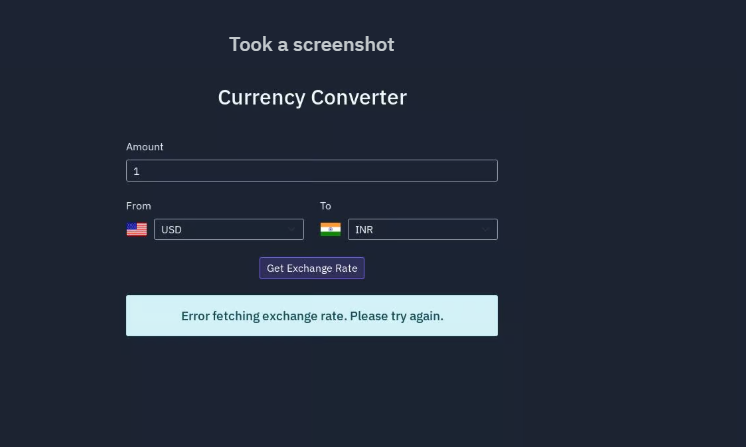 Took a screenshot
Currency Converter
Amount
1
From
To
USD
INR
Get Exchange Rate
Error fetching exchange rate. Please try again.